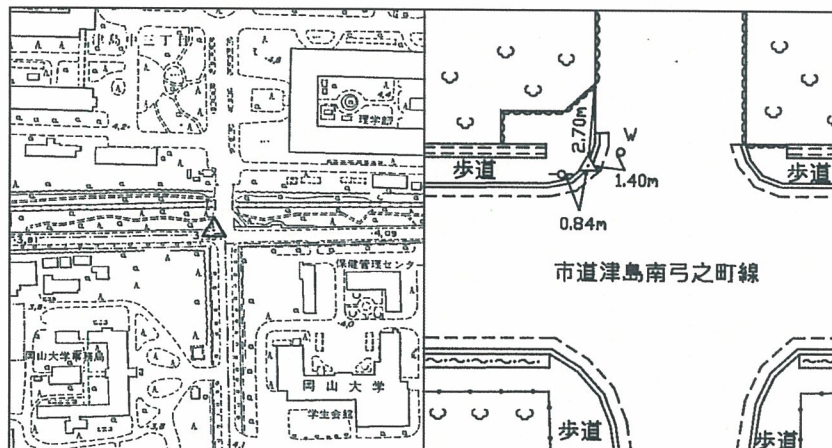 津島中三丁目
理学部
3
保健管理センター
岡山大学事務局
岡山大学
学生会館
2.70m
W
歩道
歩道
1.40m
0.84m
市道津島南弓之町線
歩道
歩道